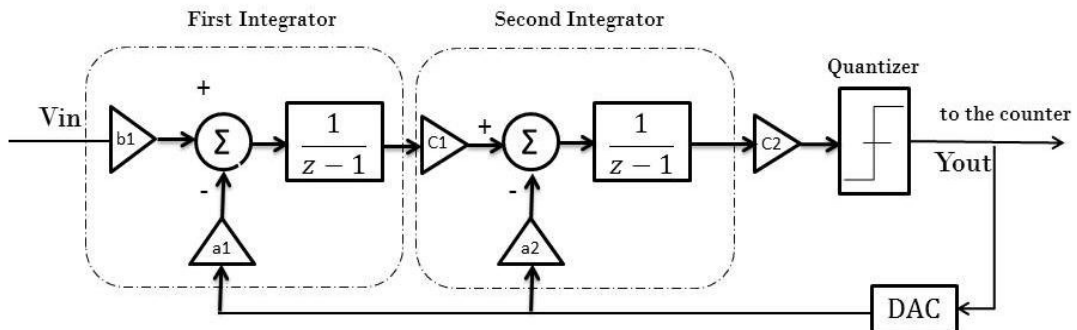 First Integrator
Second Integrator
Quantizer
Vin
b1
+
Σ
-
1
z − 1
C1
+
Σ
-
1
z − 1
C2
to the counter
Yout
a1
a2
DAC